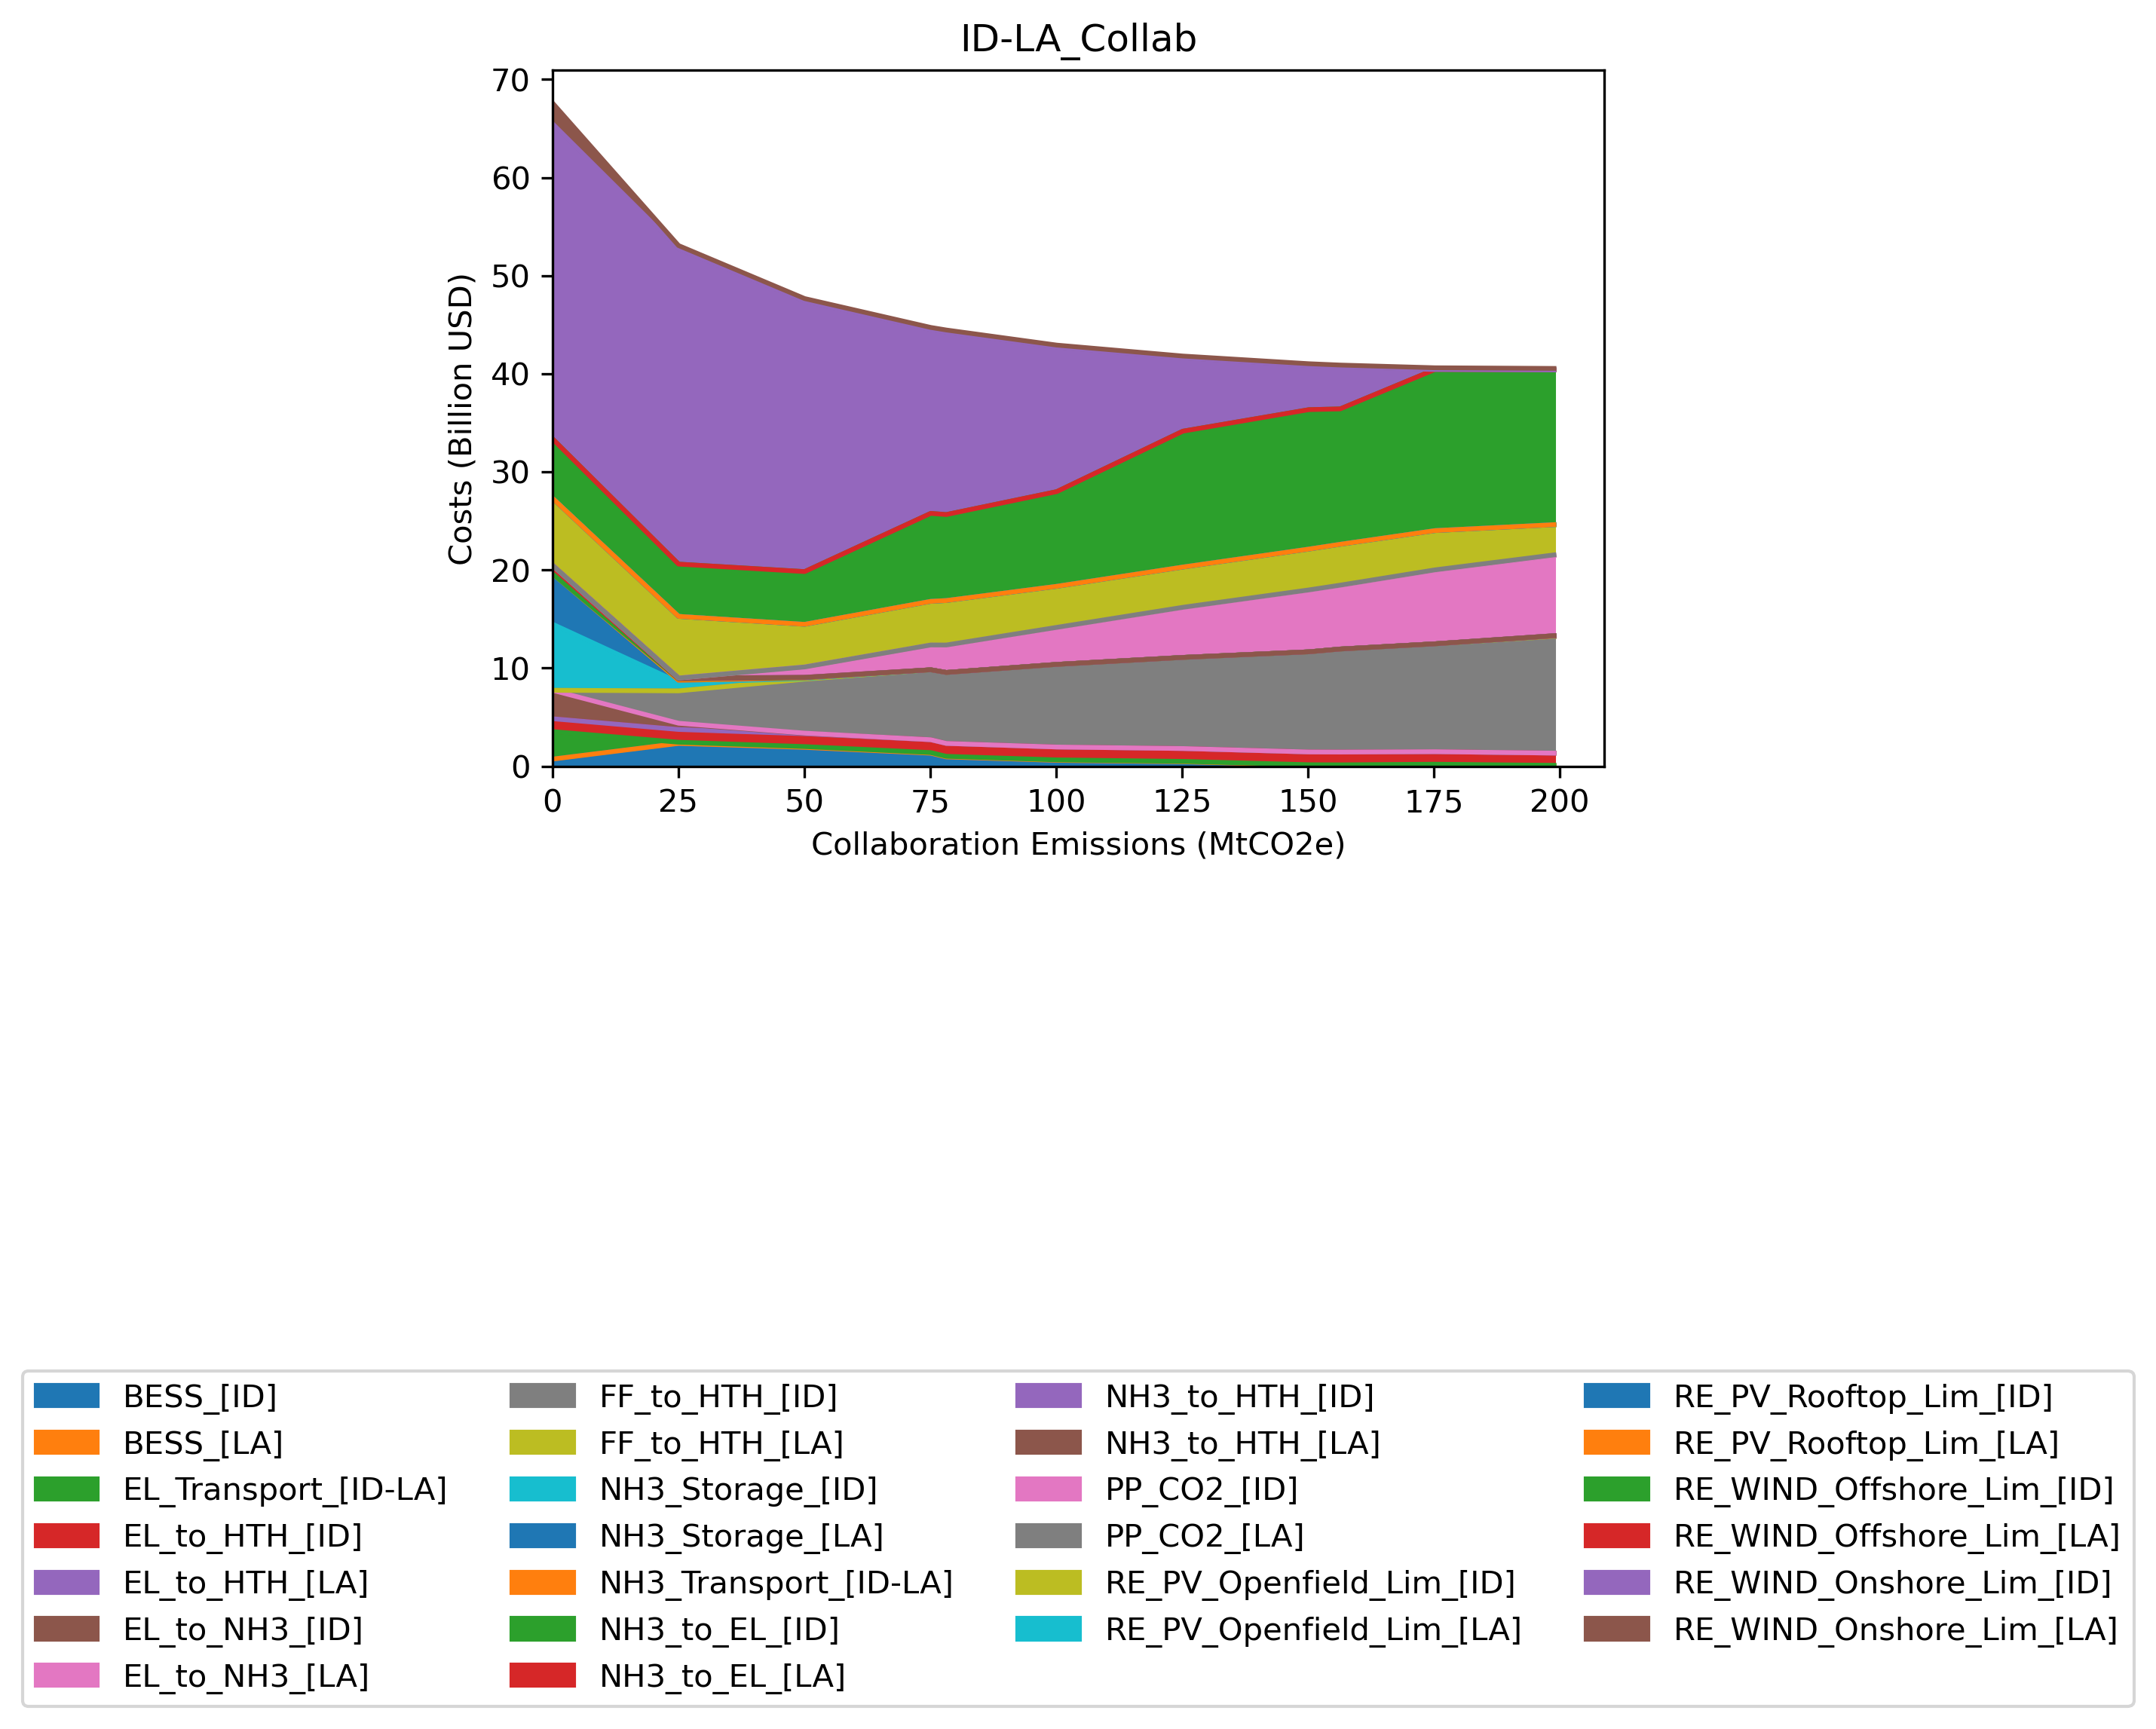 ID-LA_Collab
70
60
50
40
30
20
10
0
Costs (Billion USD)
0 25 50 75 100 125 150 175 200
Collaboration Emissions (MtCO2e)
BESS_[ID]
BESS_[LA]
EL_Transport_[ID-LA]
EL_to_HTH_[ID]
EL_to_HTH_[LA]
EL_to_NH3_[ID]
EL_to_NH3_[LA]
FF_to_HTH_[ID]
FF_to_HTH_[LA]
NH3_Storage_[ID]
NH3_Storage_[LA]
NH3_Transport_[ID-LA]
NH3_to_EL_[ID]
NH3_to_EL_[LA]
NH3_to_HTH_[ID]
NH3_to_HTH_[LA]
PP_CO2_[ID]
PP_CO2_[LA]
RE_PV_Openfield_Lim_[ID]
RE_PV_Openfield_Lim_[LA]
RE_PV_Rooftop_Lim_[ID]
RE_PV_Rooftop_Lim_[LA]
RE_WIND_Offshore_Lim_[ID]
RE_WIND_Offshore_Lim_[LA]
RE_WIND_Onshore_Lim_[ID]
RE_WIND_Onshore_Lim_[LA]